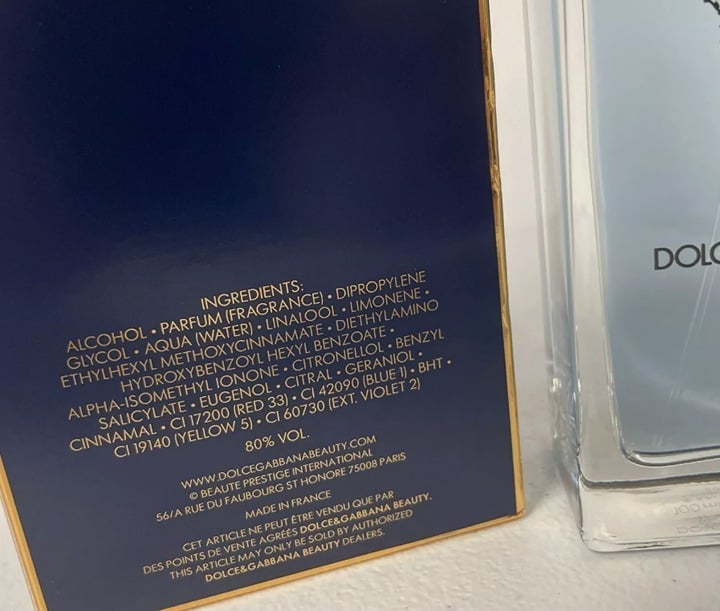 INGREDIENTS:
ALCOHOL • PARFUM (FRAGRANCE) • DIPROPYLENE
GLYCOL • AQUA (WATER) • LINALOOL • LIMONENE •
ETHYLHEXYL METHOXYCINNAMATE • DIETHYLAMINO
HYDROXYBENZOYL HEXYL BENZOATE •
ALPHA-ISOMETHYL IONONE • CITRONELLOL • BENZYL
SALICYLATE • EUGENOL • CITRAL • GERANIOL •
CINNAMAL • CI 17200 (RED 33) • CI 42090 (BLUE 1) • BHT •
CI 19140 (YELLOW 5) • CI 60730 (EXT. VIOLET 2)
80% VOL.
WWW.DOLCEGABBANABEAUTY.COM
© BEAUTE PRESTIGE INTERNATIONAL
56/A RUE DU FAUBOURG ST HONORE 75008 PARIS
MADE IN FRANCE
CET ARTICLE NE PEUT ÊTRE VENDU QUE PAR
DES POINTS DE VENTE AGRÉÉS DOLCE&GABBANA BEAUTY.
THIS ARTICLE MAY ONLY BE SOLD BY AUTHORIZED
DOLCE&GABBANA BEAUTY DEALERS.
DOLC